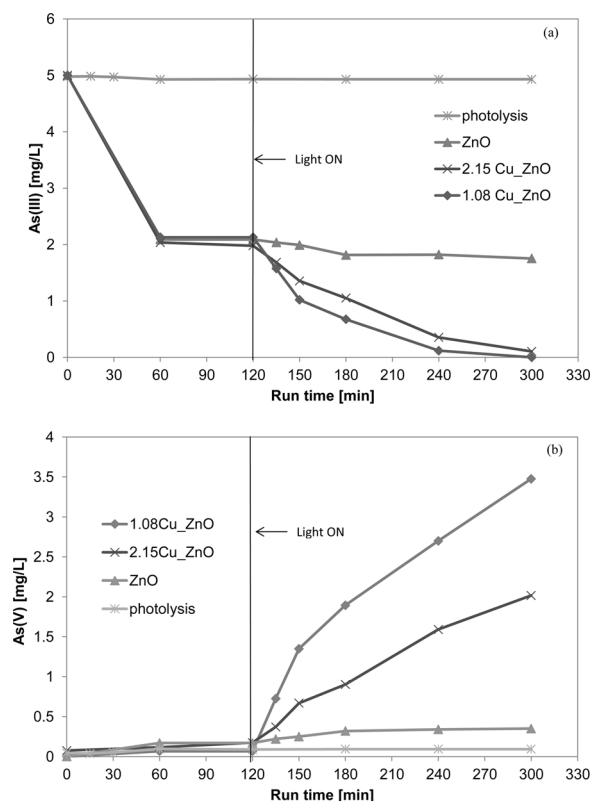 (a)
6
5
4
3
2
1
0
As(III) [mg/L]
photolysis
ZnO
2.15 Cu_ZnO
1.08 Cu_ZnO
Light ON
0 30 60 90 120 150 180 210 240 270 300 330
Run time [min]
(b)
4
3.5
3
2.5
2
1.5
1
0.5
0
As(V) [mg/L]
1.08Cu_ZnO
2.15Cu_ZnO
ZnO
photolysis
Light ON
0 30 60 90 120 150 180 210 240 270 300 330
Run time [min]